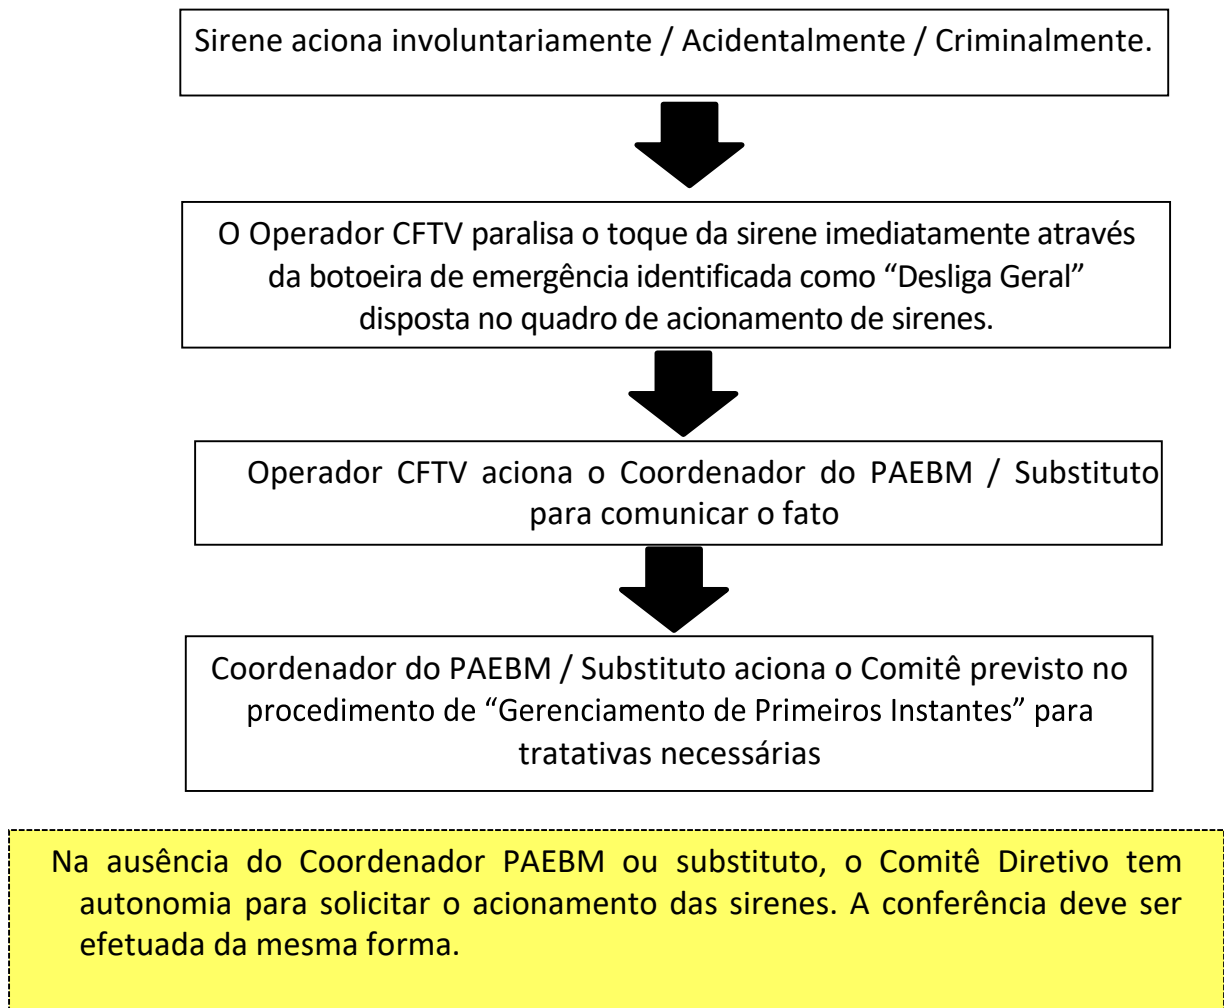 Sirene aciona involuntariamente / Acidentalmente / Criminalmente.
O Operador CFTV paralisa o toque da sirene imediatamente através
da botoeira de emergência identificada como “Desliga Geral”
disposta no quadro de acionamento de sirenes.
Operador CFTV aciona o Coordenador do PAEBM / Substituto
para comunicar o fato
Coordenador do PAEBM / Substituto aciona o Comitê previsto no
procedimento de “Gerenciamento de Primeiros Instantes” para
tratativas necessárias
Na ausência do Coordenador PAEBM ou substituto, o Comitê Diretivo tem
autonomia para solicitar o acionamento das sirenes. A conferência deve ser
efetuada da mesma forma.